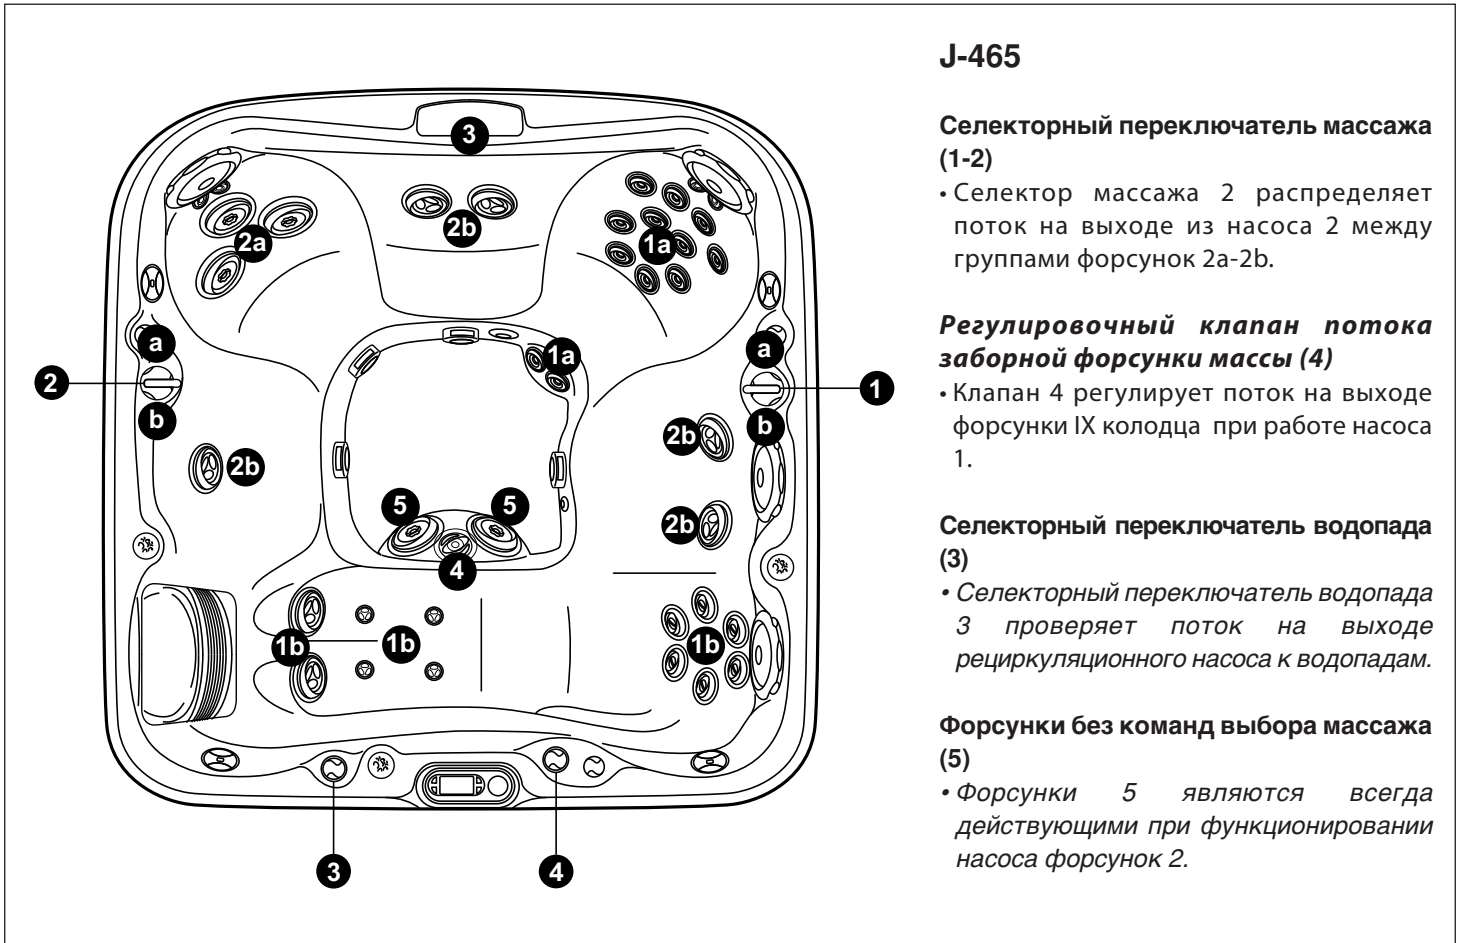 3
2b
2a
1a
a
a
1a
2
1
b
b
2b
2b
5
5
2b
4
1b
1b
1b
3
4
J-465
Селекторный переключатель массажа
(1-2)
• Селектор массажа 2 распределяет
поток на выходе из насоса 2 между
группами форсунок 2a-2b.
Регулировочный клапан потока
заборной форсунки массы (4)
• Клапан 4 регулирует поток на выходе
форсунки IX колодца при работе насоса
1.
Селекторный переключатель водопада
(3)
• Селекторный переключатель водопада
3 проверяет поток на выходе
рециркуляционного насоса к водопадам.
Форсунки без команд выбора массажа
(5)
• Форсунки 5 являются всегда
действующими при функционировании
насоса форсунок 2.